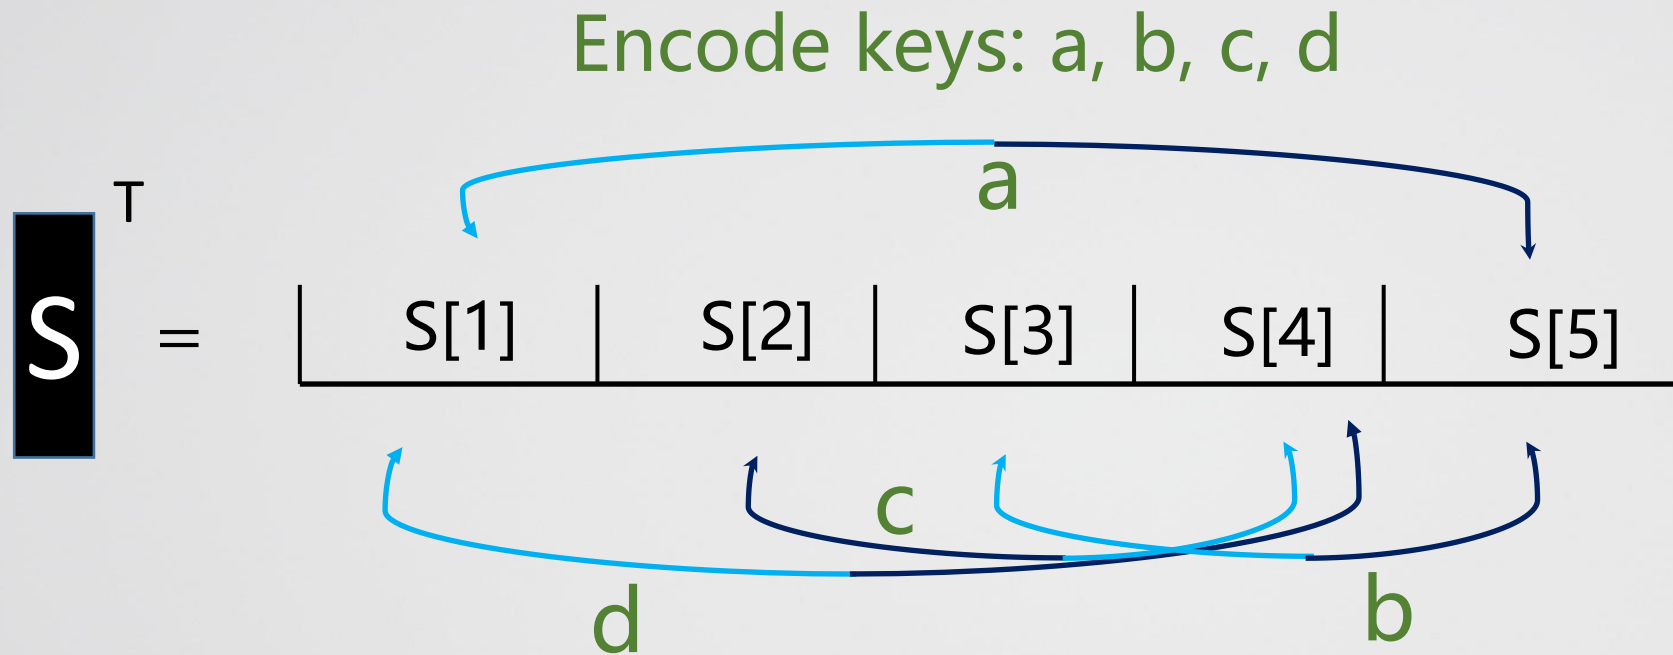 Encode keys: a, b, c, d
a
T
S = S[1] S[2] S[3] S[4] S[5]
c
d
b